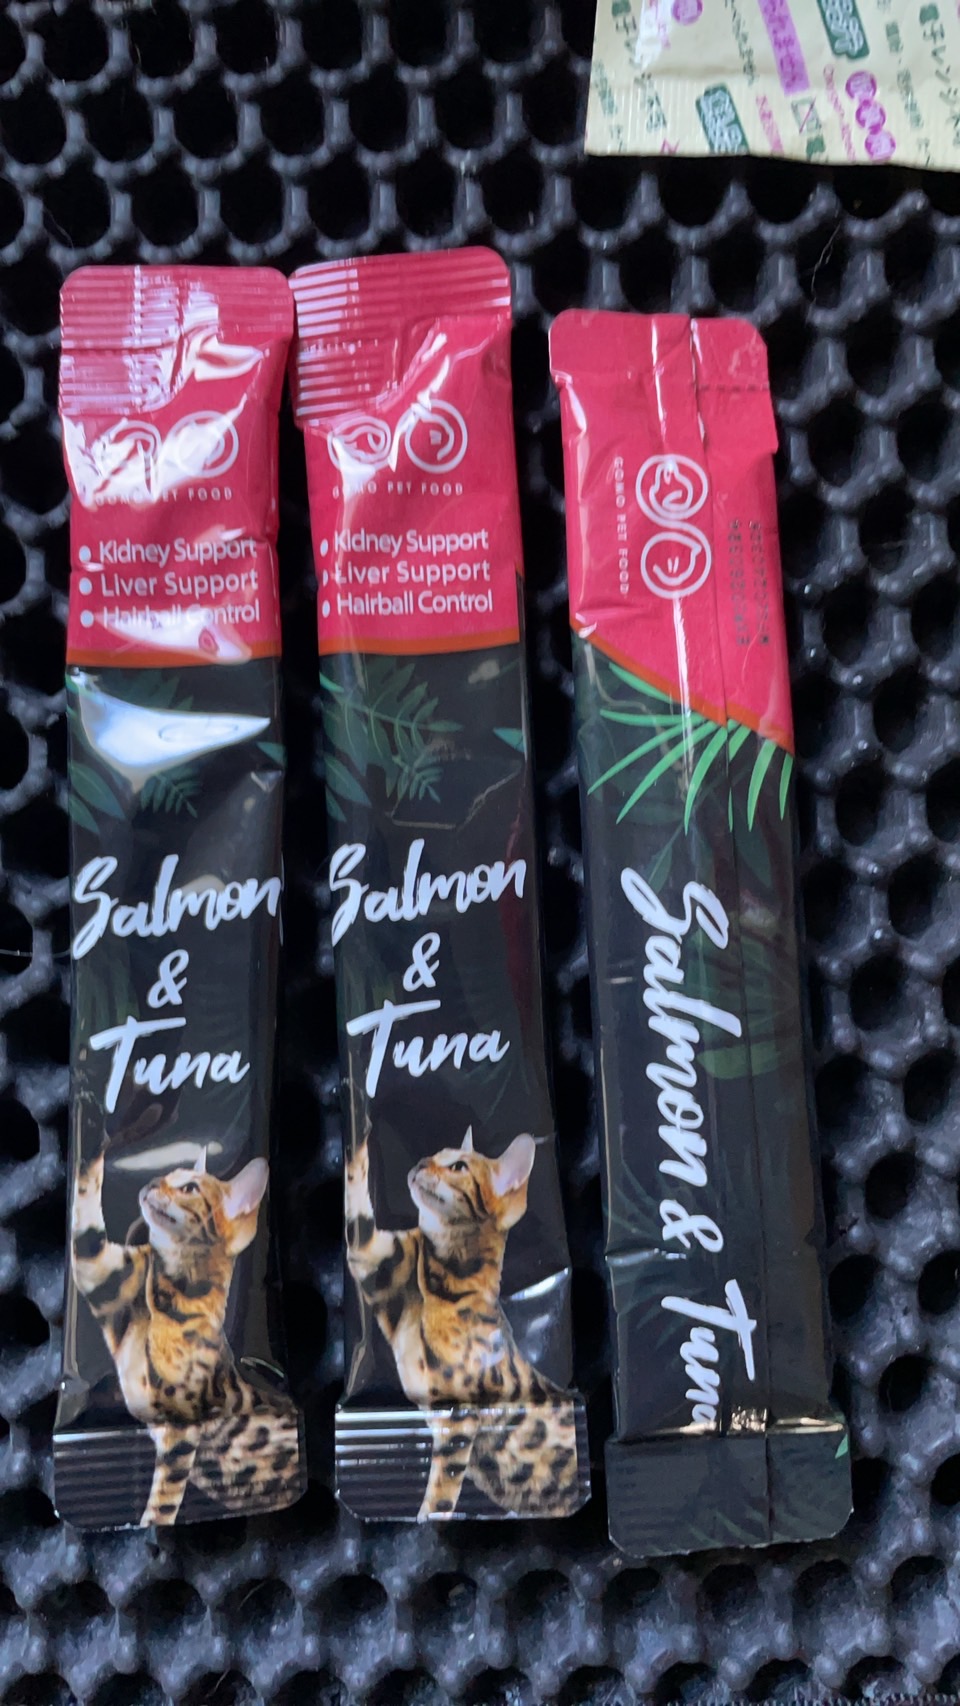 GOMO PET FOOD
Kidney Support
Liver Support
Hairball Control
Salmon
&
Tuna
GOMO PET FOOD
Kidney Support
Liver Support
Hairball Control
Salmon
&
Tuna
GOMO PET FOOD
Salmon & Tuna